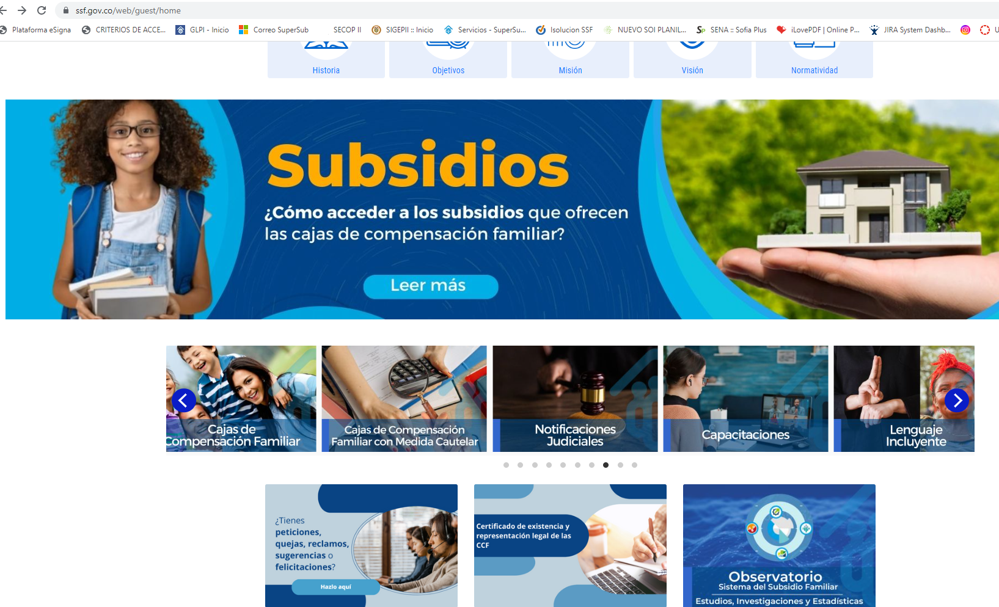 ssf.gov.co/web/guest/home
Plataforma eSigna
CRITERIOS DE ACCE...
GLPI - Inicio
Correo SuperSub
SECOP II
SIGEPII :: Inicio
Servicios - SuperSu...
Isolucion SSF
NUEVO SOI PLANIL...
SENA :: Sofia Plus
iLovePDF | Online P...
JIRA System Dashb...
Historia
Objetivos
Misión
Visión
Normatividad
Subsidios
¿Cómo acceder a los subsidios que ofrecen
las cajas de compensación familiar?
Leer más
Cajas de
Compensación Familiar
Cajas de Compensación
Familiar con Medida Cautelar
Notificaciones
Judiciales
Capacitaciones
Lenguaje
Incluyente
¿Tienes
peticiones,
quejas, reclamos,
sugerencias o
felicitaciones?
Hazlo aquí
Certificado de existencia y
representación legal de las
CCF
Observatorio
Sistema del Subsidio Familiar
Estudios, Investigaciones y Estadísticas